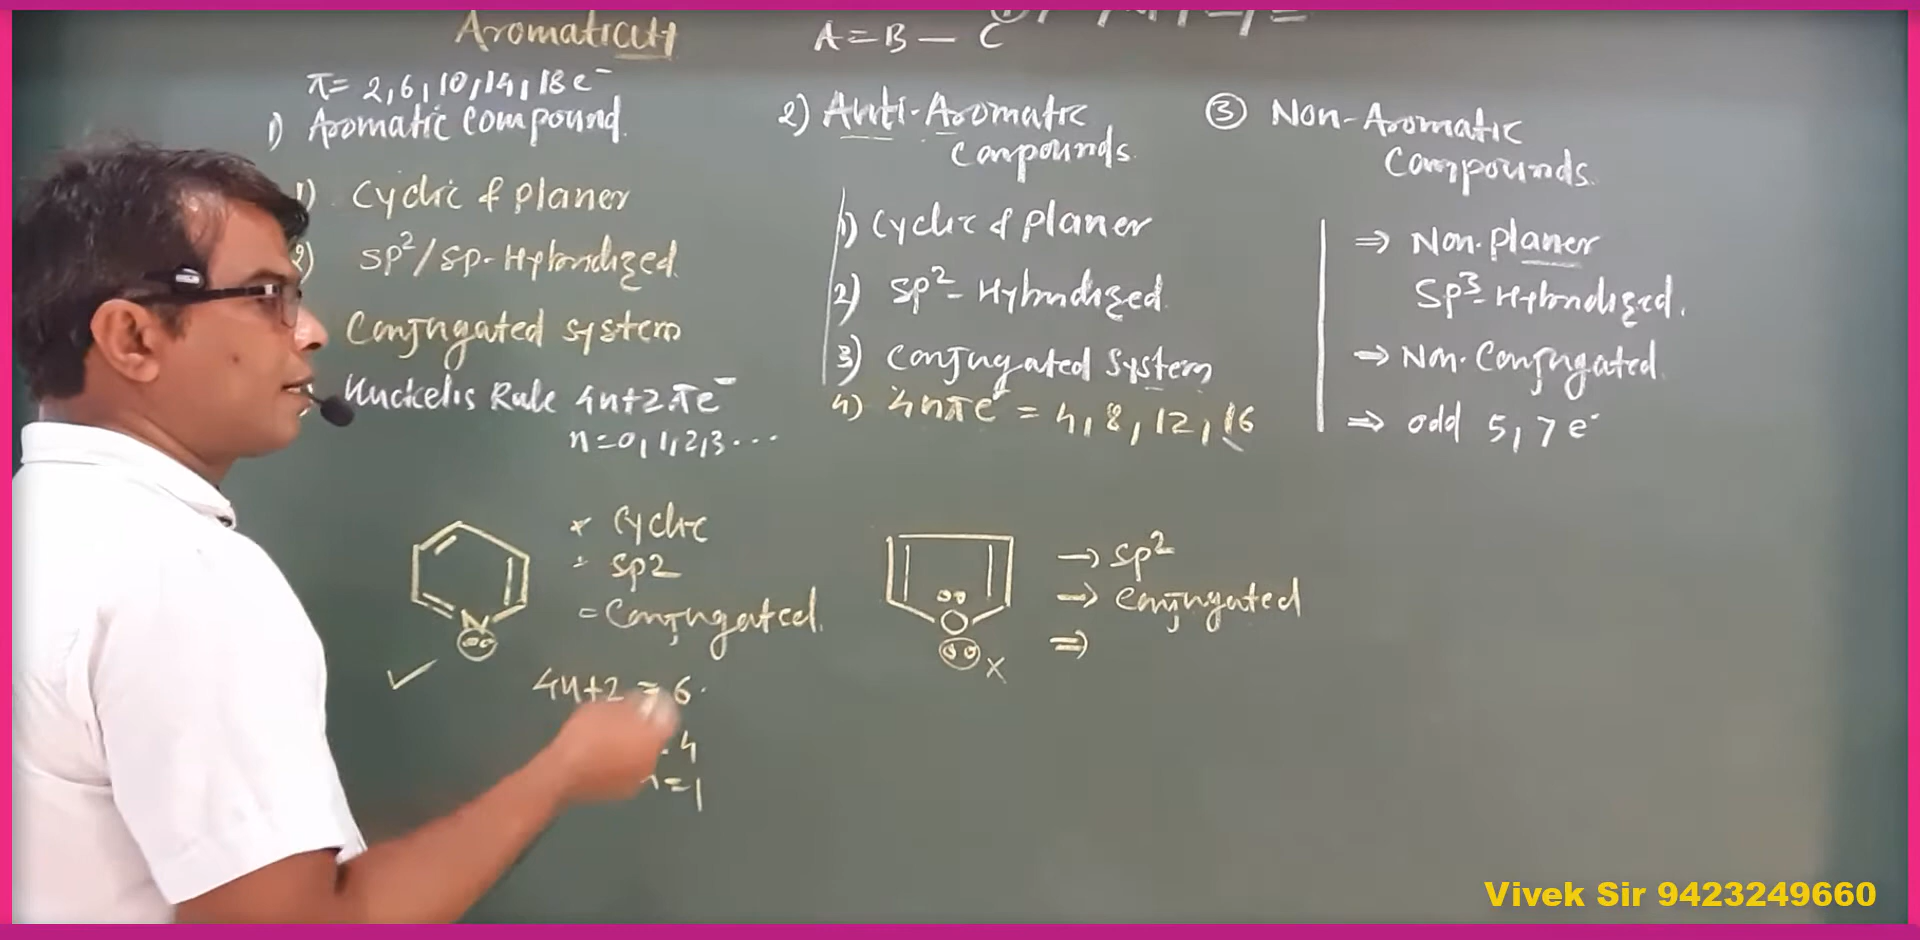 Aromaticity
A=B-C
π= 2,6,10,14,18 e⁻
1) Aromatic Compound.
1) Cyclic & planer
2) SP²/SP-Hybridized.
Conjugated system
Huckelis Rule 4n+2πe⁻
n=0,1,2,3...
2) Anti-Aromatic
Compounds.
1) Cyclic & planer
2) SP²-Hybridized.
3) Conjugated System
4) 4nπe⁻ = 4,8,12,16
③ Non-Aromatic
Compounds.
⇒ Non-planer
SP³-Hybridized.
→ Non-Conjugated.
⇒ odd 5,7 e⁻
N
* Cyclic
- SP2
= Conjugated.
4n+2 = 6.
4
=1
O
x
→ SP²
→ Conjugated
⇒
Vivek Sir 9423249660